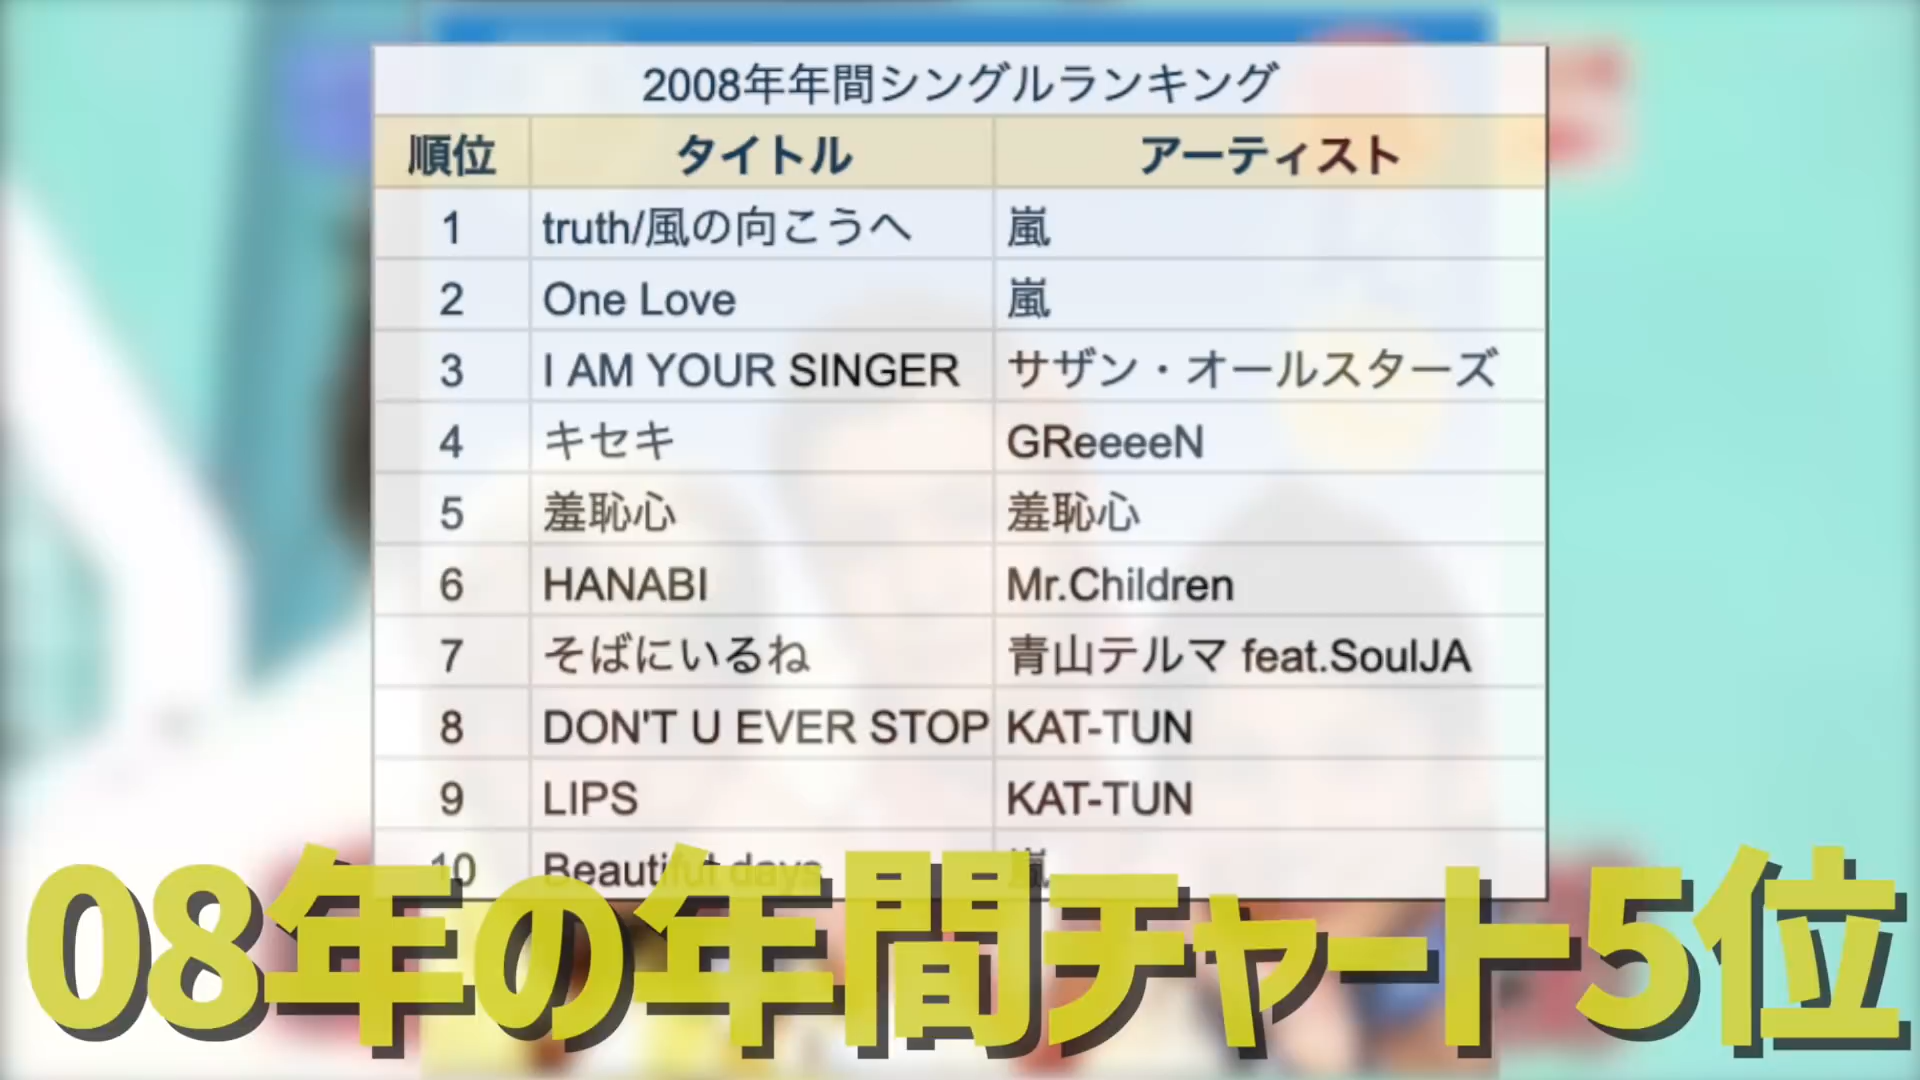 2008年年間シングルランキング
順位 タイトル アーティスト
1 truth/風の向こうへ 嵐
2 One Love 嵐
3 I AM YOUR SINGER サザン・オールスターズ
4 キセキ GReeeeN
5 羞恥心 羞恥心
6 HANABI Mr.Children
7 そばにいるね 青山テルマ feat.SoulJA
8 DON'T U EVER STOP KAT-TUN
9 LIPS KAT-TUN
10 Beautiful days 嵐
08年の年間チャート5位